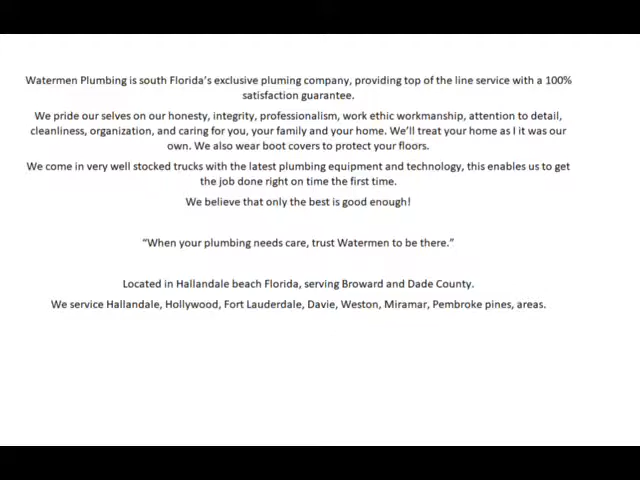 Watermen Plumbing is south Florida's exclusive pluming company, providing top of the line service with a 100%
satisfaction guarantee.
We pride our selves on our honesty, integrity, professionalism, work ethic workmanship, attention to detail,
cleanliness, organization, and caring for you, your family and your home. We'll treat your home as I it was our
own. We also wear boot covers to protect your floors.
We come in very well stocked trucks with the latest plumbing equipment and technology, this enables us to get
the job done right on time the first time.
We believe that only the best is good enough!
“When your plumbing needs care, trust Watermen to be there.”
Located in Hallandale beach Florida, serving Broward and Dade County.
We service Hallandale, Hollywood, Fort Lauderdale, Davie, Weston, Miramar, Pembroke pines, areas.